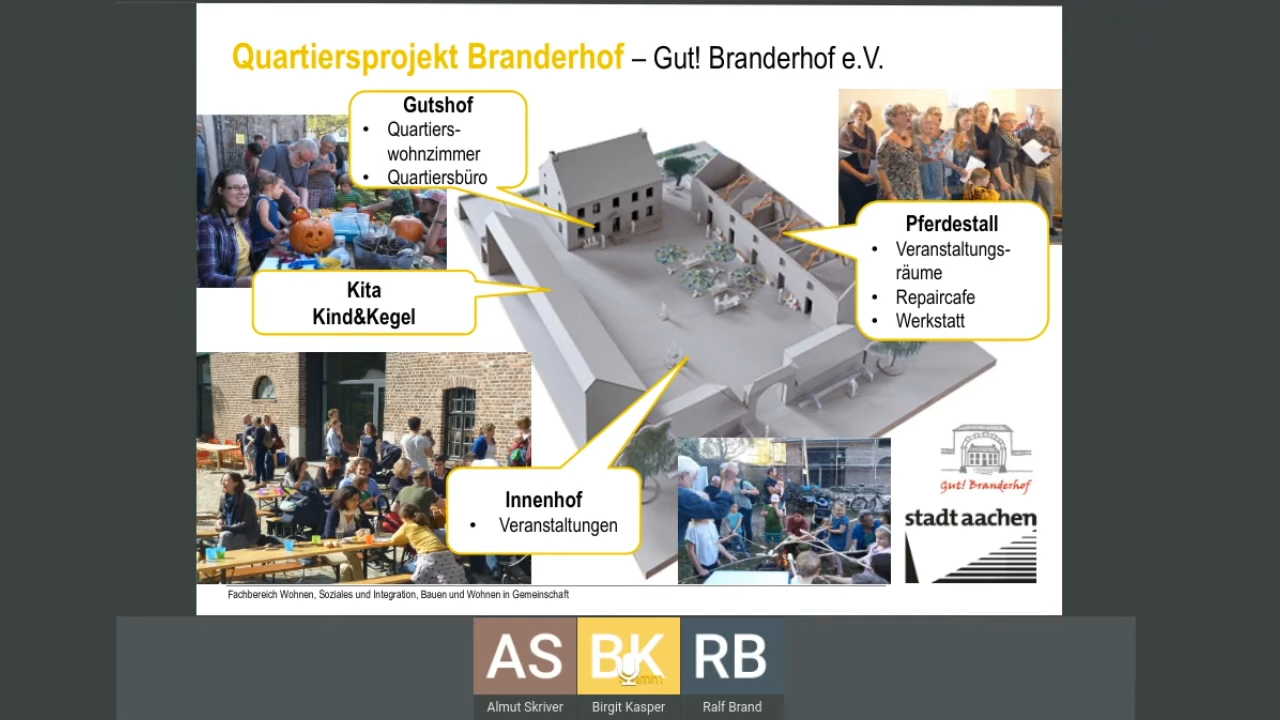 Quartiersprojekt Branderhof – Gut! Branderhof e.V.
Gutshof
• Quartiers-
wohnzimmer
• Quartiersbüro
Kita
Kind&Kegel
Pferdestall
• Veranstaltungs-
räume
• Repaircafe
• Werkstatt
Innenhof
• Veranstaltungen
Gut! Branderhof
stadt aachen
Fachbereich Wohnen, Soziales und Integration, Bauen und Wohnen in Gemeinschaft
AS
BK
RB
Almut Skriver
Birgit Kasper
Ralf Brand